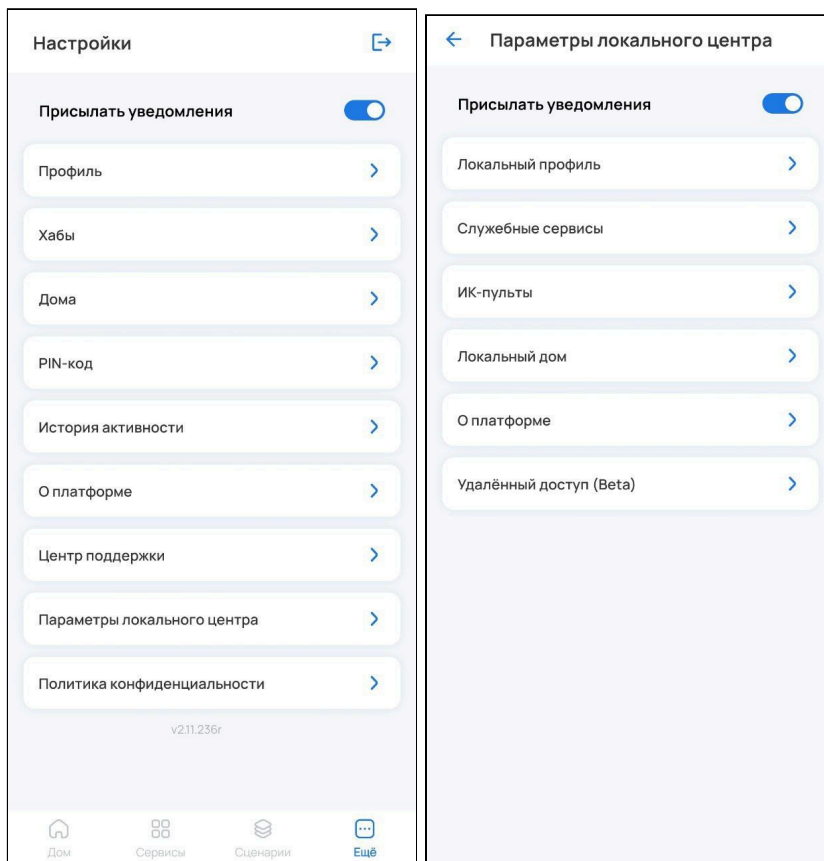 Настройки
Присылать уведомления
Профиль
Хабы
Дома
PIN-код
История активности
О платформе
Центр поддержки
Параметры локального центра
Политика конфиденциальности
v2.11.236r
Дом
Сервисы
Сценарии
Ещё
Параметры локального центра
Присылать уведомления
Локальный профиль
Служебные сервисы
ИК-пульты
Локальный дом
О платформе
Удалённый доступ (Beta)